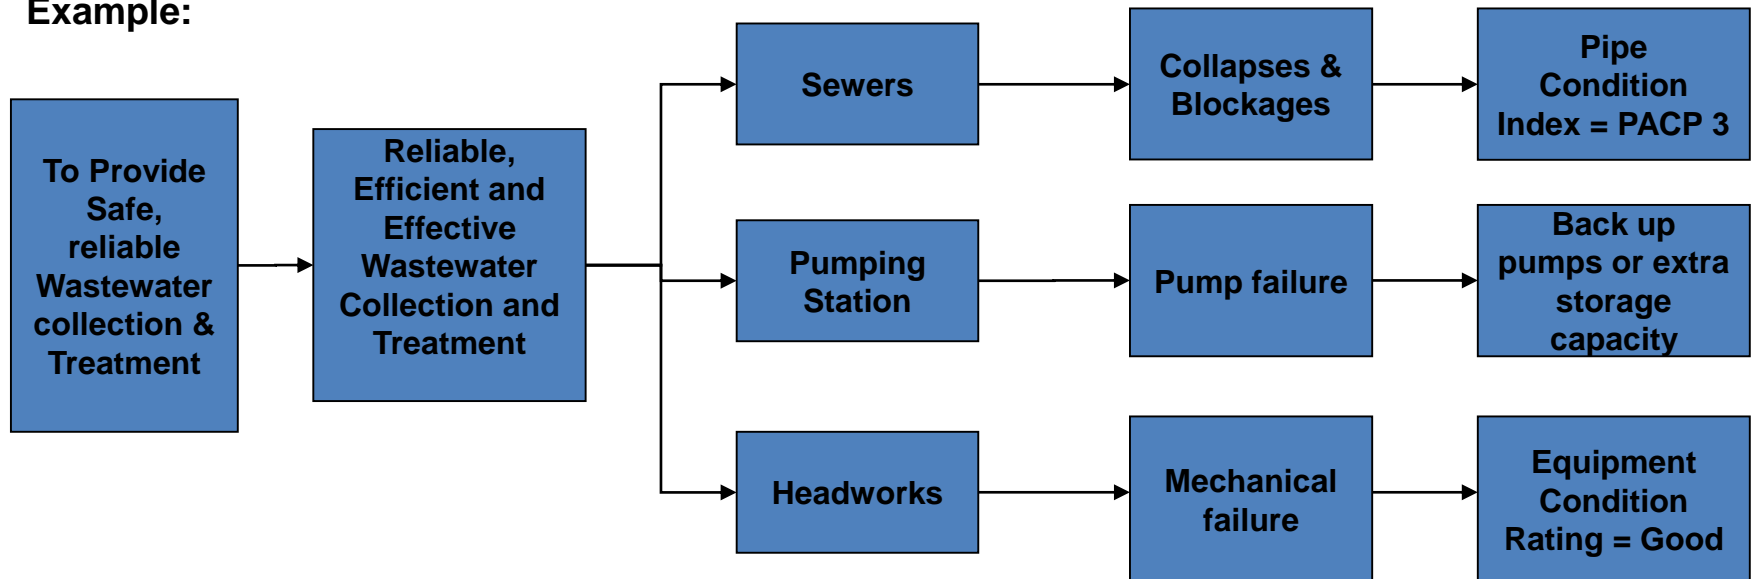 Example:
To Provide
Safe,
reliable
Wastewater
collection &
Treatment
Reliable,
Efficient and
Effective
Wastewater
Collection and
Treatment
Sewers
Collapses &
Blockages
Pipe
Condition
Index = PACP 3
Pumping
Station
Pump failure
Back up
pumps or extra
storage
capacity
Headworks
Mechanical
failure
Equipment
Condition
Rating = Good